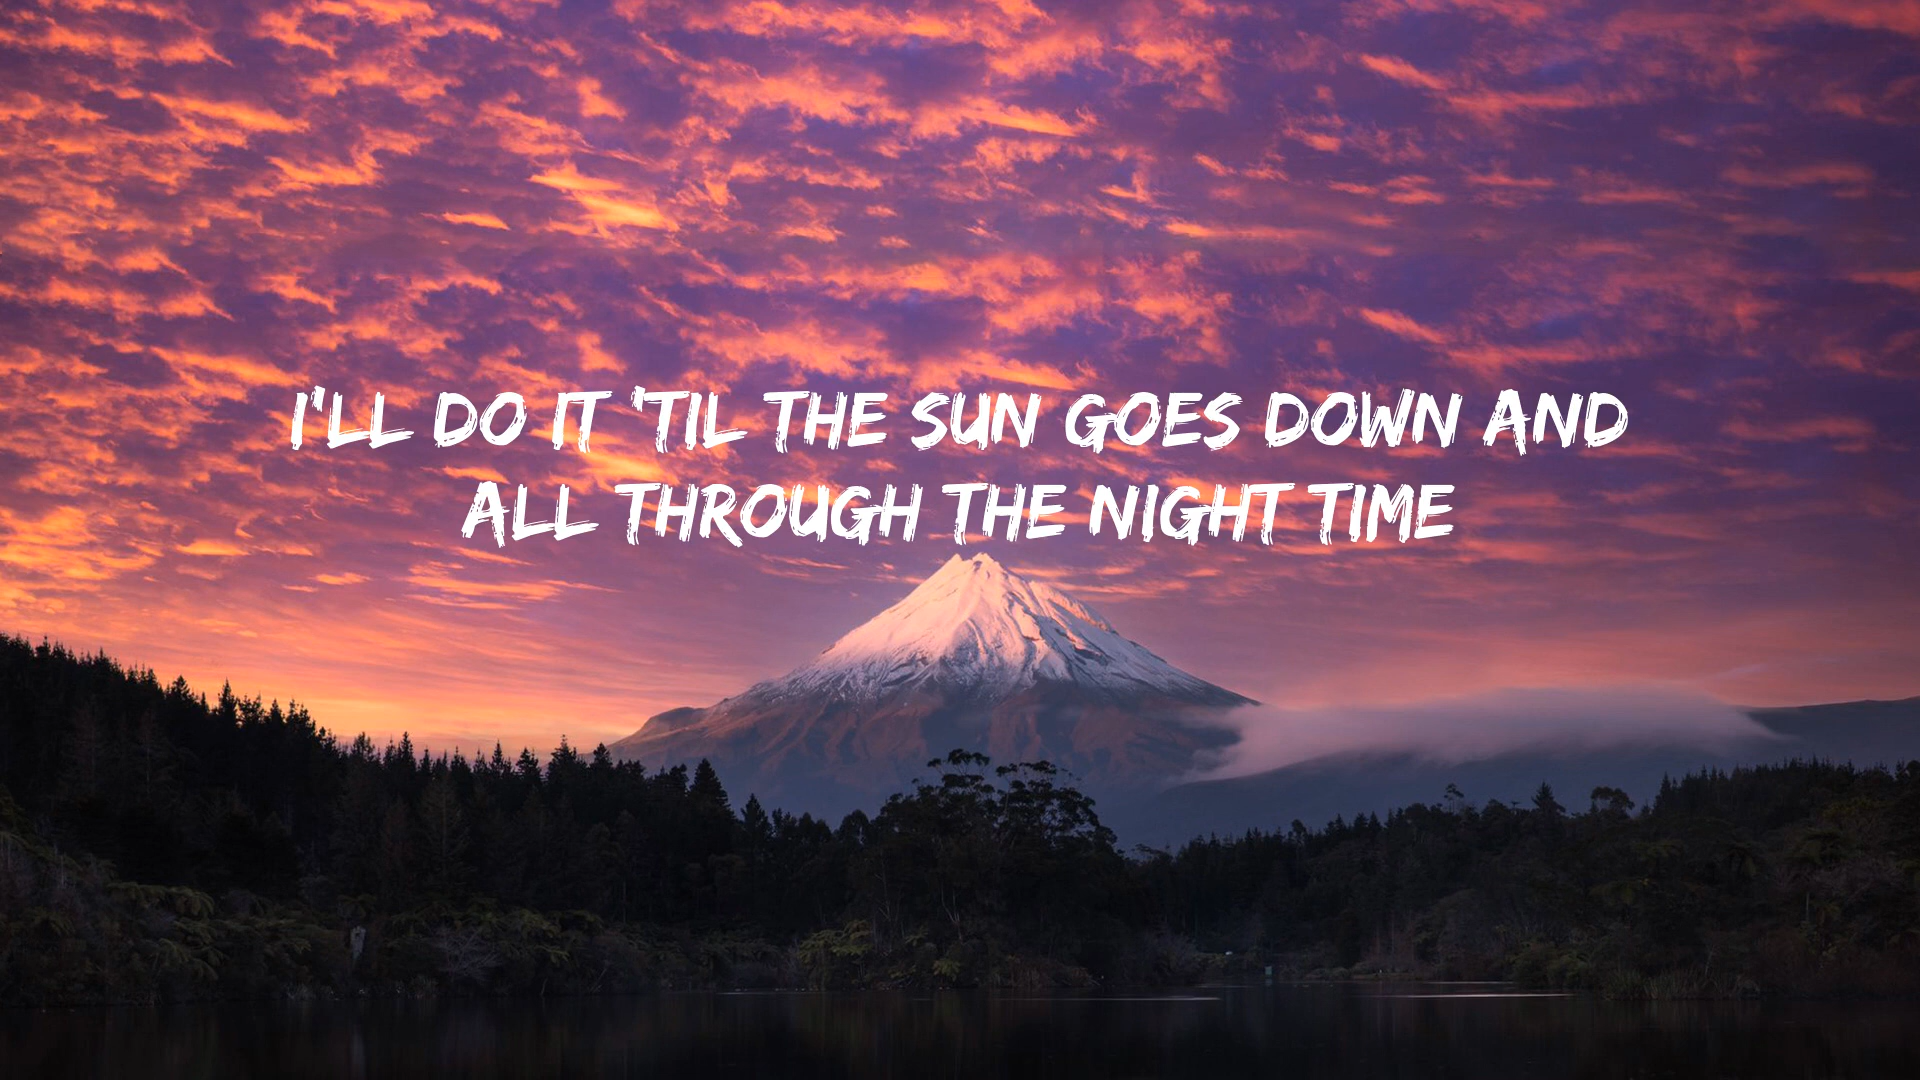 I'LL DO IT 'TIL THE SUN GOES DOWN AND
ALL THROUGH THE NIGHT TIME